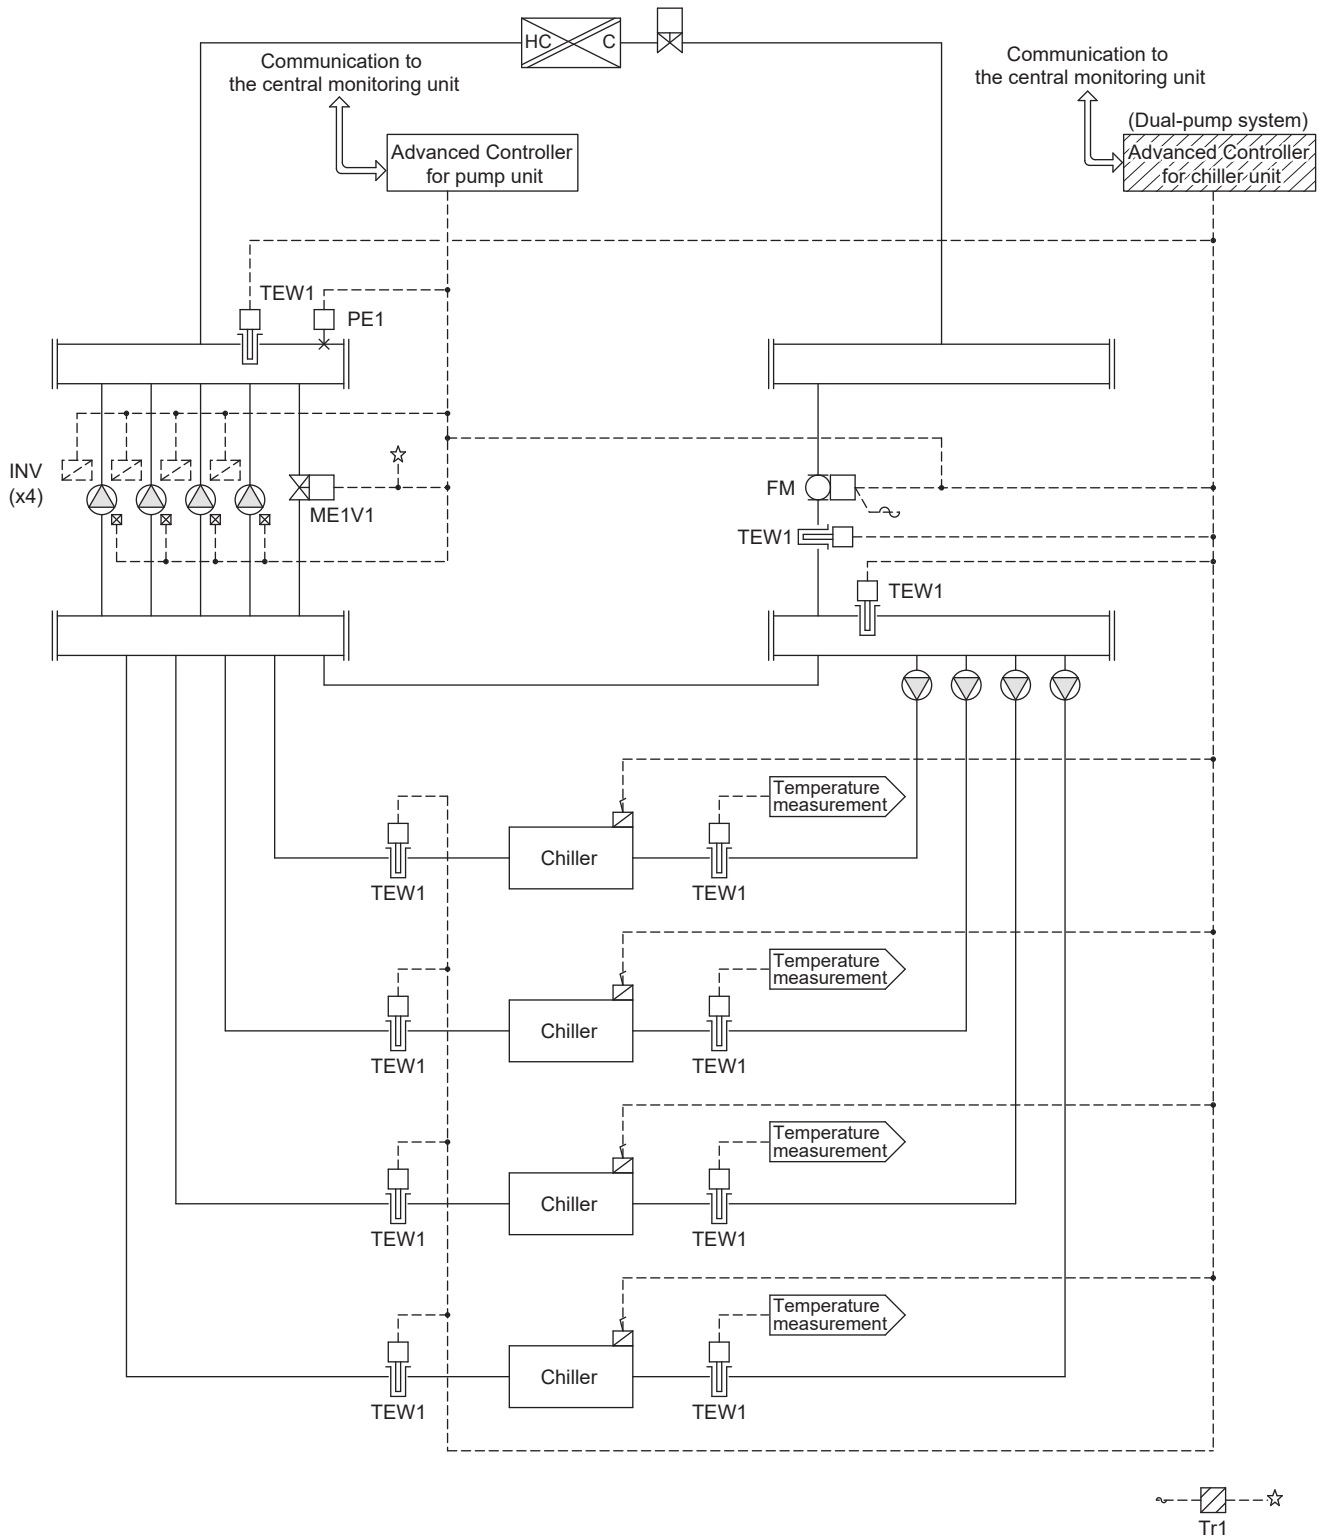 HC
C
Communication to
the central monitoring unit
Communication to
the central monitoring unit
(Dual-pump system)
Advanced Controller
for pump unit
Advanced Controller
for chiller unit
TEW1
PE1
INV
(x4)
ME1V1
FM
TEW1
TEW1
Temperature
measurement
Chiller
TEW1
TEW1
Temperature
measurement
Chiller
TEW1
TEW1
Temperature
measurement
Chiller
TEW1
TEW1
Temperature
measurement
Chiller
TEW1
TEW1
Tr1